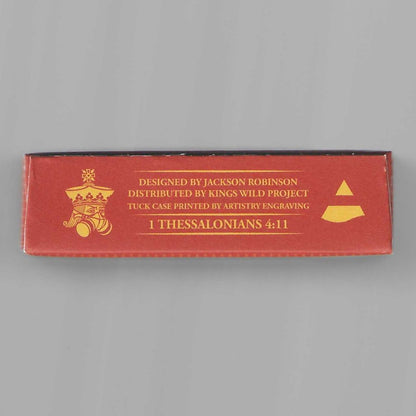 DESIGNED BY JACKSON ROBINSON
DISTRIBUTED BY KINGS WILD PROJECT
TUCK CASE PRINTED BY ARTISTRY ENGRAVING
1 THESSALONIANS 4:11